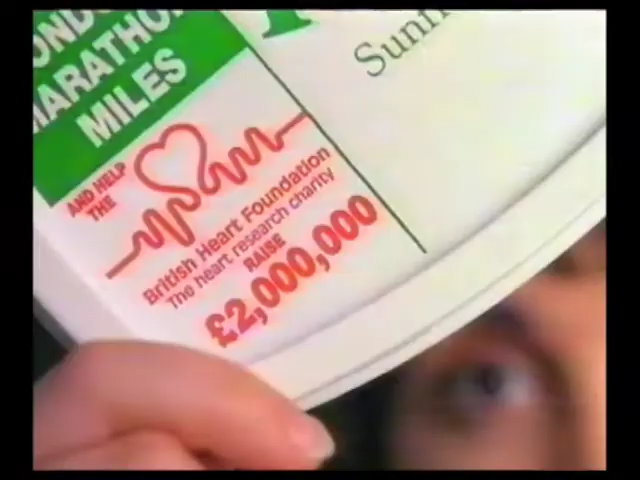 MARATHON
MILES
AND HELP
THE
British Heart Foundation
The heart research charity
RAISE
£2,000,000